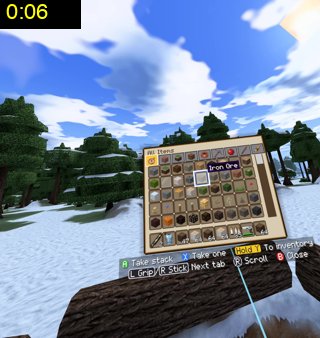 0:06
All Items
Iron Ore
A Take stack X Take one Hold Y To inventory
L Grip/R Stick Next tab R Scroll B Close